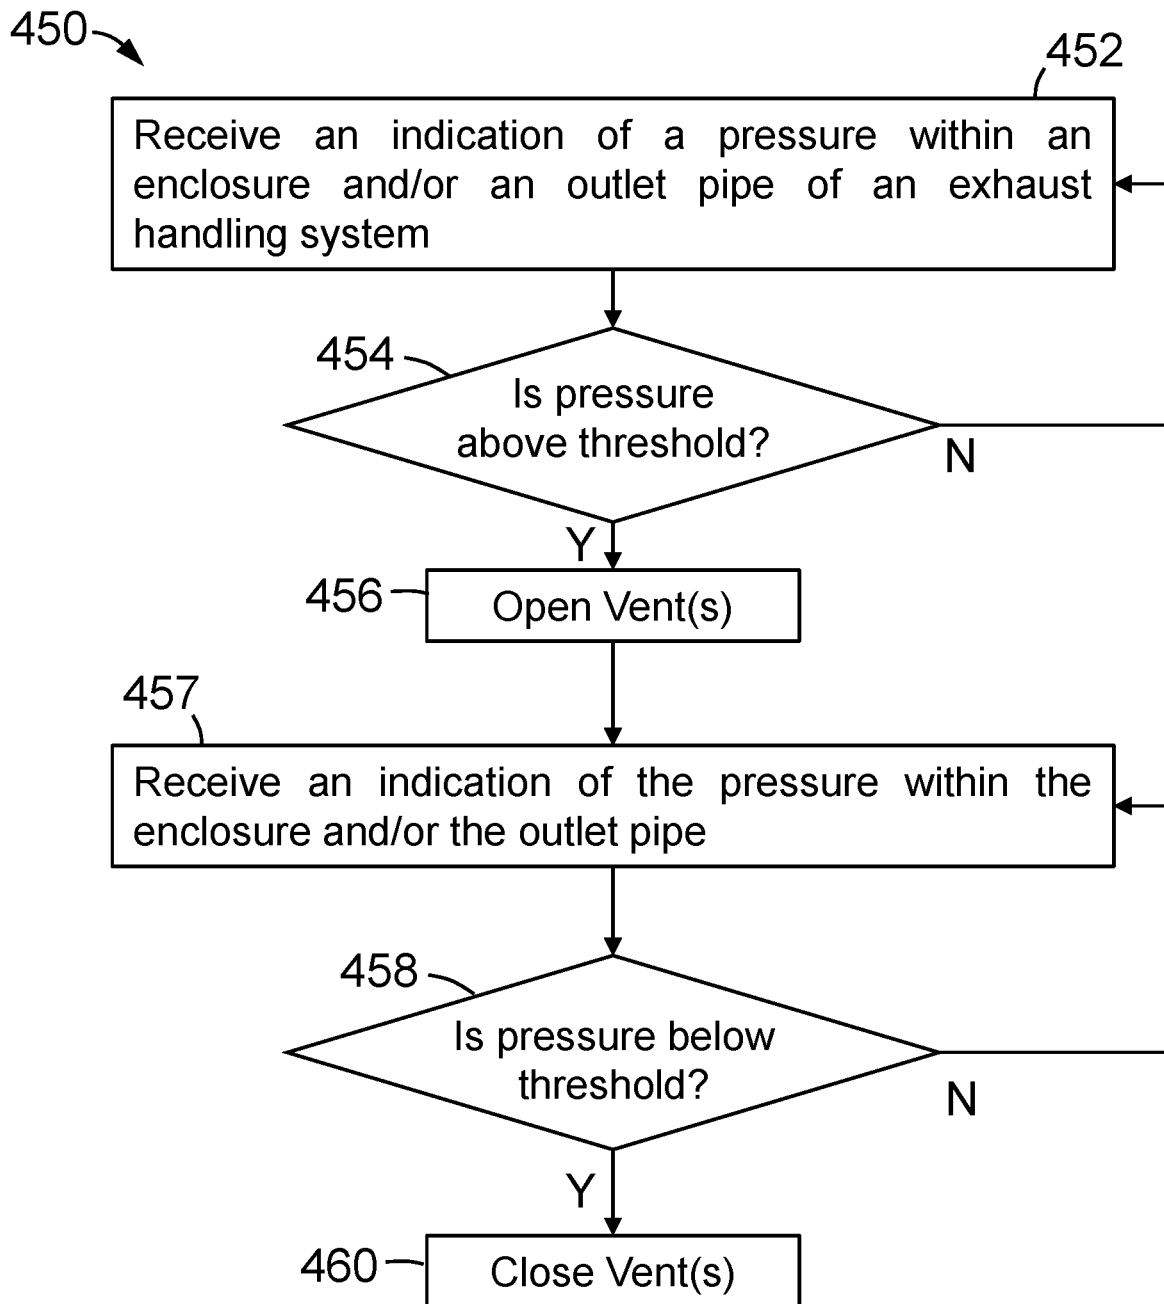 450
452
Receive an indication of a pressure within an
enclosure and/or an outlet pipe of an exhaust
handling system
454
Is pressure
above threshold?
N
Y
456
Open Vent(s)
457
Receive an indication of the pressure within the
enclosure and/or the outlet pipe
458
Is pressure below
threshold?
N
Y
460
Close Vent(s)